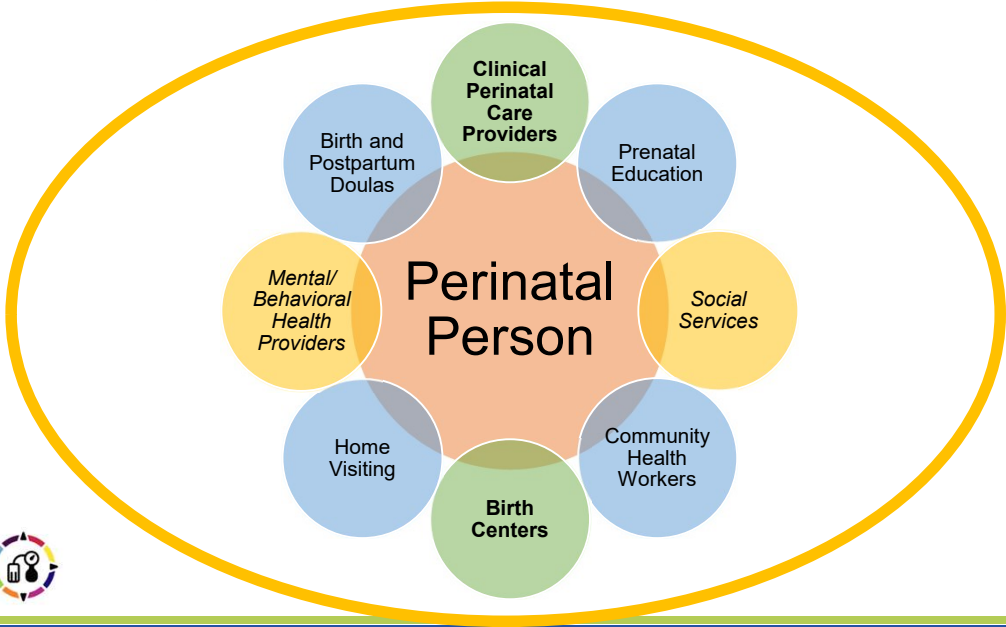 Clinical
Perinatal
Care
Providers
Birth and
Postpartum
Doulas
Prenatal
Education
Mental/
Behavioral
Health
Providers
Perinatal
Person
Social
Services
Home
Visiting
Community
Health
Workers
Birth
Centers